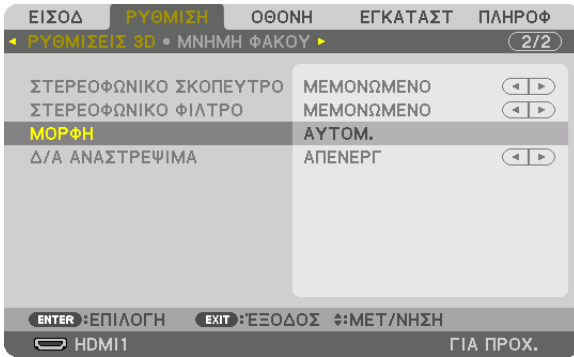 ΕΙΣΟΔ ΡΥΘΜΙΣΗ ΟΘΟΝΗ ΕΓΚΑΤΑΣΤ ΠΛΗΡΟΦ
ΡΥΘΜΙΣΕΙΣ 3D • ΜΝΗΜΗ ΦΑΚΟΥ 2/2
ΣΤΕΡΕΟΦΩΝΙΚΟ ΣΚΟΠΕΥΤΡΟ ΜΕΜΟΝΩΜΕΝΟ
ΣΤΕΡΕΟΦΩΝΙΚΟ ΦΙΛΤΡΟ ΜΕΜΟΝΩΜΕΝΟ
ΜΟΡΦΗ ΑΥΤΟΜ.
Δ/Α ΑΝΑΣΤΡΕΨΙΜΑ ΑΠΕΝΕΡΓ
ENTER :ΕΠΙΛΟΓΗ EXIT :ΈΞΟΔΟΣ :ΜΕΤ/ΝΗΣΗ
HDMI1 ΓΙΑ ΠΡΟΧ.